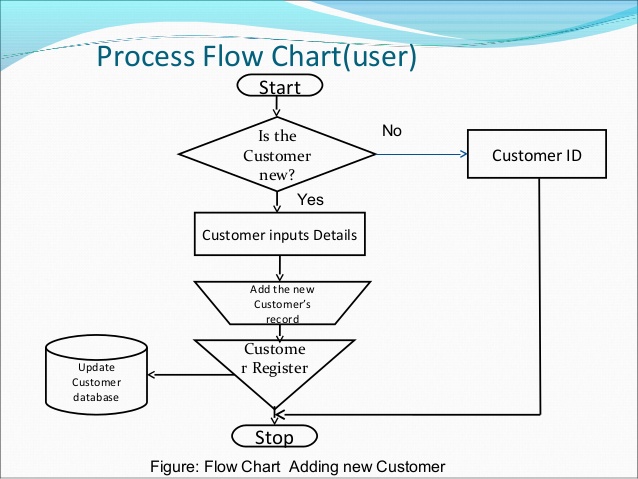 Process Flow Chart(user)
Start
Is the
Customer
new?
No
Customer ID
Yes
Customer inputs Details
Add the new
Customer’s
record
Custome
r Register
Update
Customer
database
Stop
Figure: Flow Chart Adding new Customer